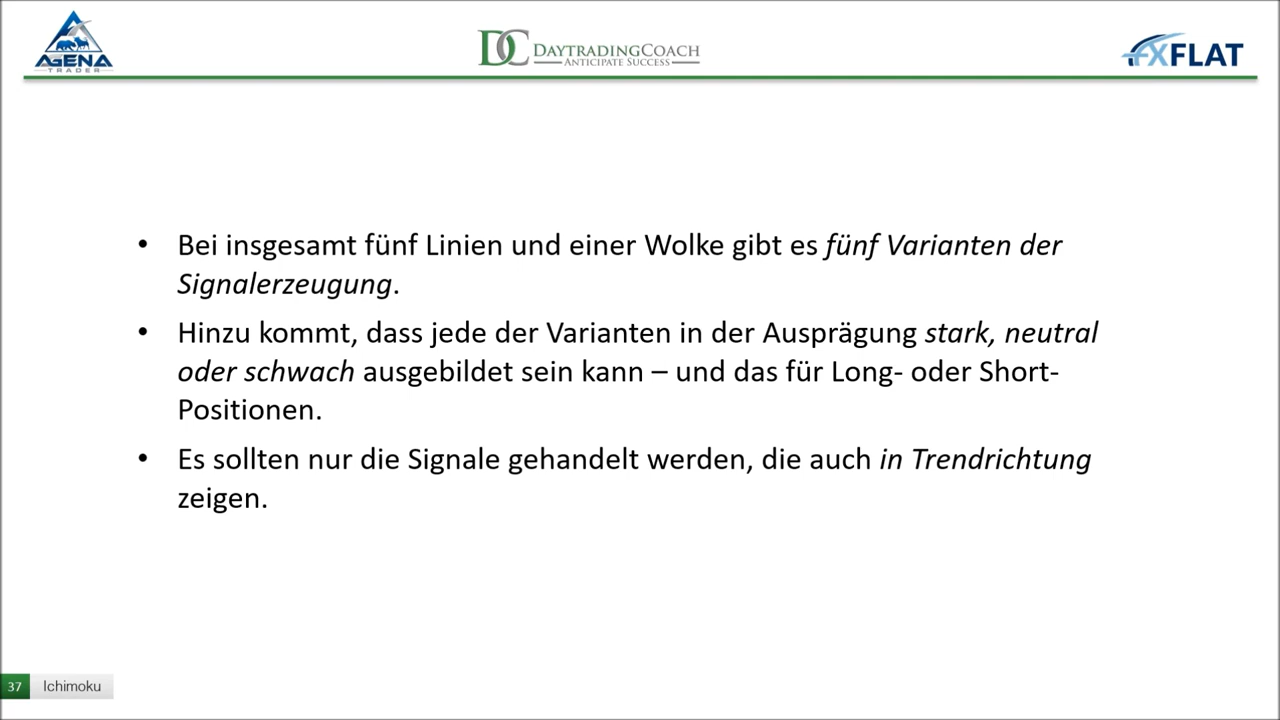 AGENA
TRADER
DC DAYTRADINGCOACH
ANTICIPATE SUCCESS
FXFLAT
• Bei insgesamt fünf Linien und einer Wolke gibt es fünf Varianten der
Signalerzeugung.
• Hinzu kommt, dass jede der Varianten in der Ausprägung stark, neutral
oder schwach ausgebildet sein kann – und das für Long- oder Short-
Positionen.
• Es sollten nur die Signale gehandelt werden, die auch in Trendrichtung
zeigen.
37 Ichimoku